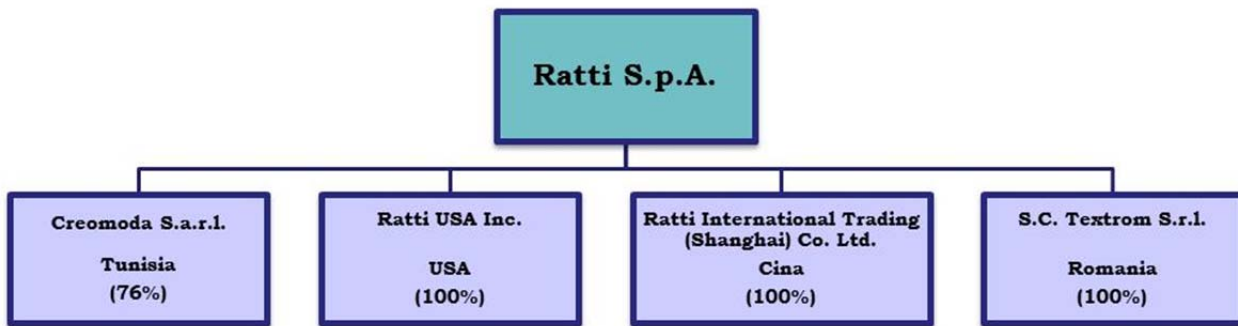 Ratti S.p.A.
Creomoda S.a.r.l.
Tunisia
(76%)
Ratti USA Inc.
USA
(100%)
Ratti International Trading
(Shanghai) Co. Ltd.
Cina
(100%)
S.C. Textrom S.r.l.
Romania
(100%)